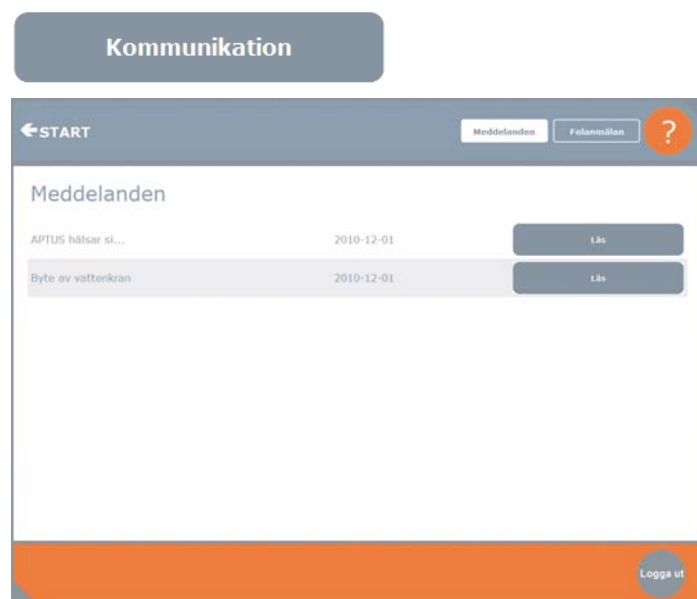 Kommunikation
START Meddelanden Felanmälan ?
Meddelanden
APTUS hälsar si... 2010-12-01 Läs
Byte av vattenkran 2010-12-01 Läs
Logga ut